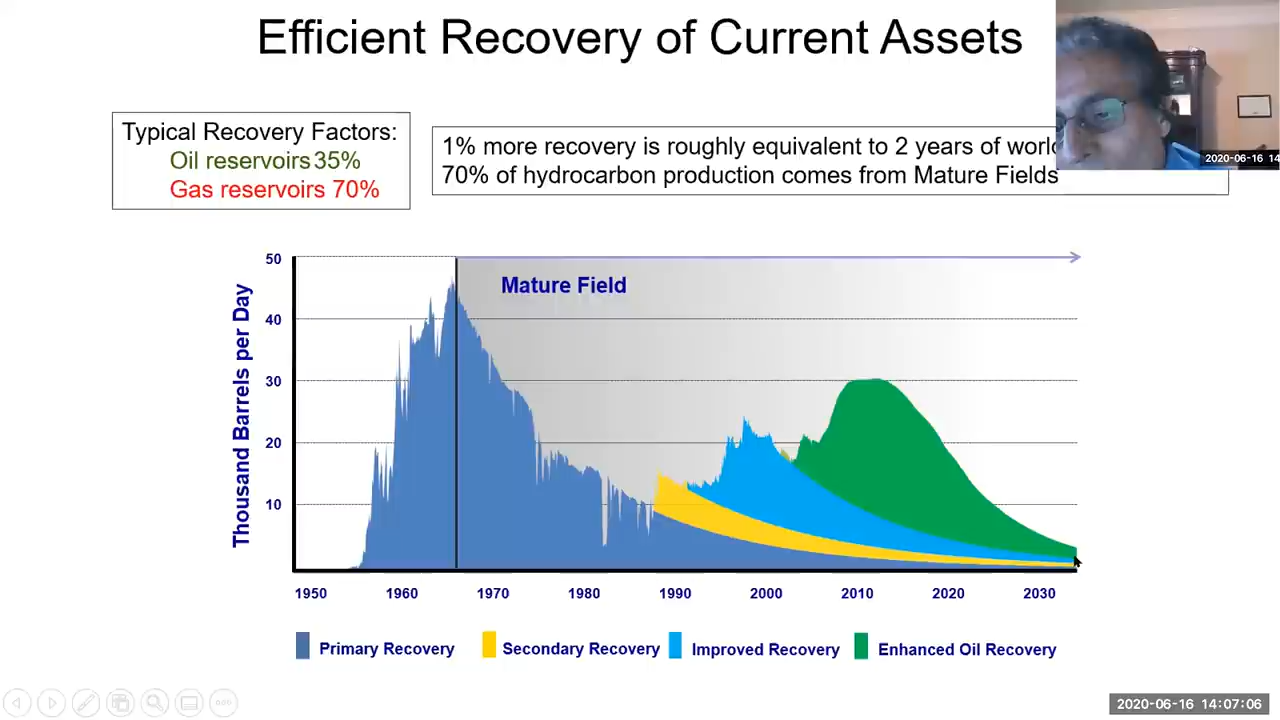 Efficient Recovery of Current Assets
Typical Recovery Factors:
Oil reservoirs 35%
Gas reservoirs 70%
1% more recovery is roughly equivalent to 2 years of
70% of hydrocarbon production comes from Mature Fields
2020-06-16 14
50
40
30
20
10
Thousand Barrels per Day
Mature Field
1950 1960 1970 1980 1990 2000 2010 2020 2030
Primary Recovery Secondary Recovery Improved Recovery Enhanced Oil Recovery
2020-06-16 14:07:06